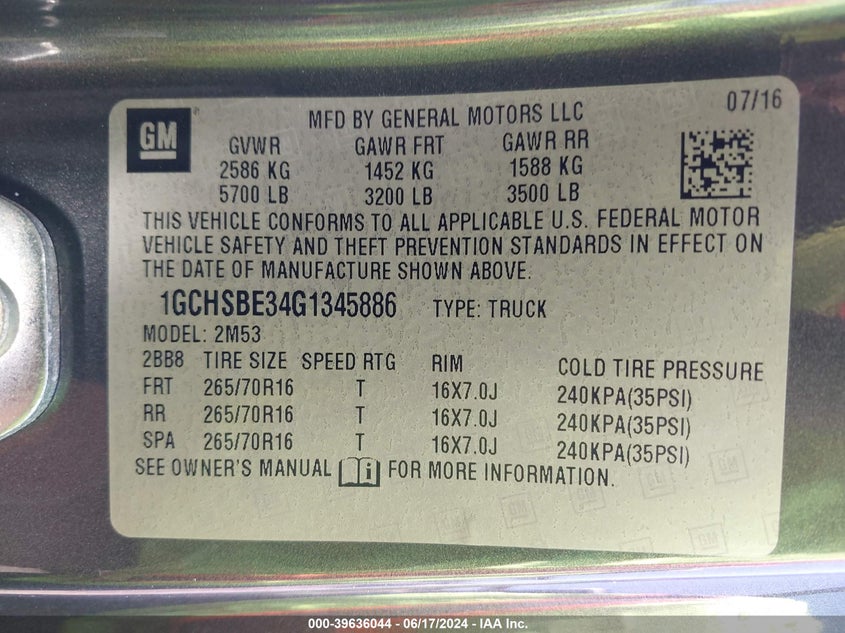 GM
07/16
MFD BY GENERAL MOTORS LLC
GVWR GAWR FRT GAWR RR
2586 KG 1452 KG 1588 KG
5700 LB 3200 LB 3500 LB
THIS VEHICLE CONFORMS TO ALL APPLICABLE U.S. FEDERAL MOTOR
VEHICLE SAFETY AND THEFT PREVENTION STANDARDS IN EFFECT ON
THE DATE OF MANUFACTURE SHOWN ABOVE.
1GCHSBE34G1345886 TYPE: TRUCK
MODEL: 2M53
2BB8 TIRE SIZE SPEED RTG RIM COLD TIRE PRESSURE
FRT 265/70R16 T 16X7.0J 240KPA(35PSI)
RR 265/70R16 T 16X7.0J 240KPA(35PSI)
SPA 265/70R16 T 16X7.0J 240KPA(35PSI)
SEE OWNER'S MANUAL FOR MORE INFORMATION.
000-39636044 - 06/17/2024 - IAA Inc.